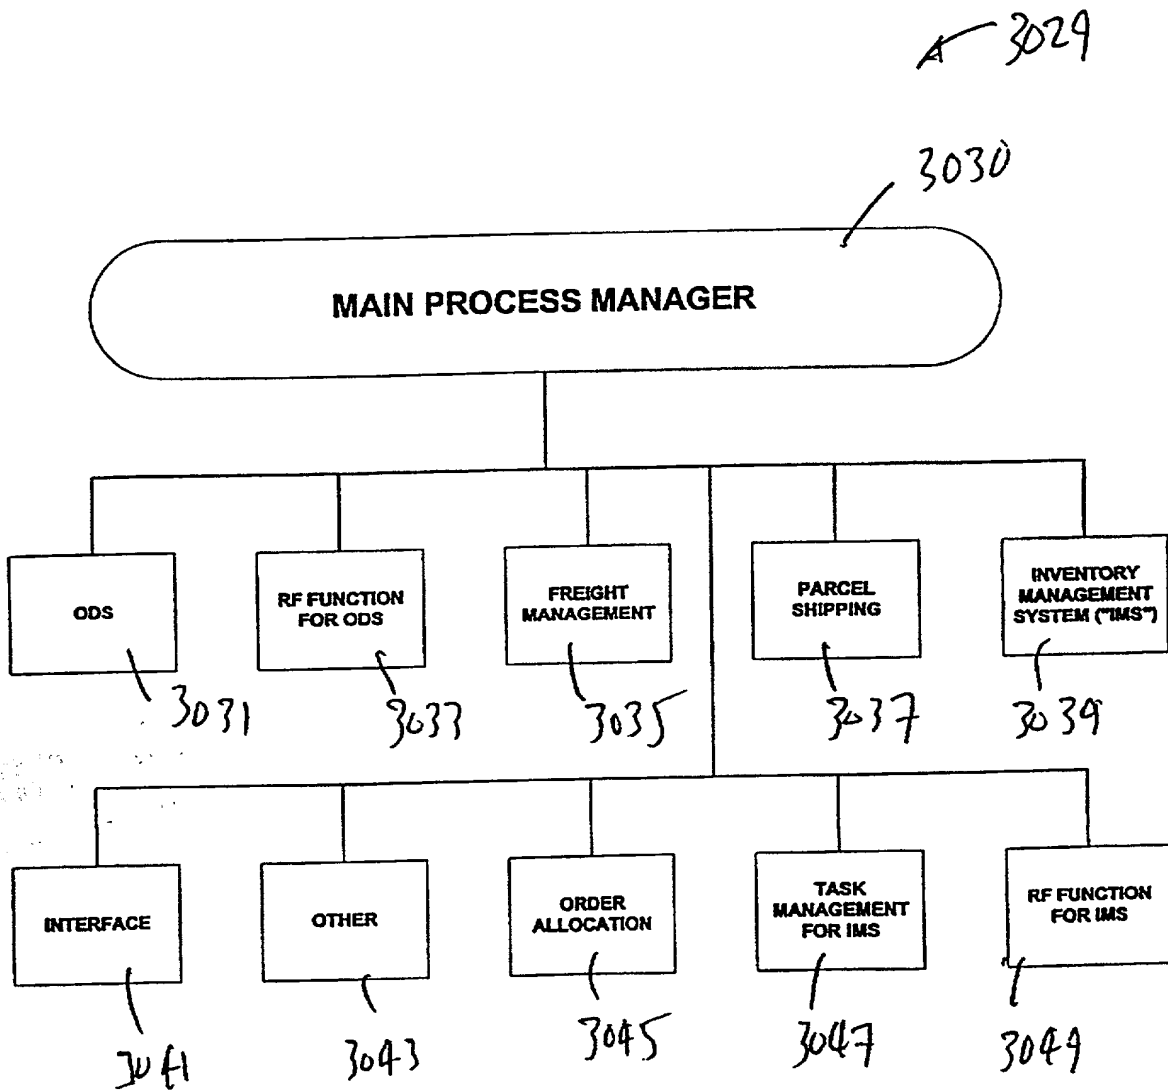 3029
3030
MAIN PROCESS MANAGER
ODS
RF FUNCTION
FOR ODS
FREIGHT
MANAGEMENT
PARCEL
SHIPPING
INVENTORY
MANAGEMENT
SYSTEM ("IMS")
3031
3033
3035
3037
3039
INTERFACE
OTHER
ORDER
ALLOCATION
TASK
MANAGEMENT
FOR IMS
RF FUNCTION
FOR IMS
3041
3043
3045
3047
3049